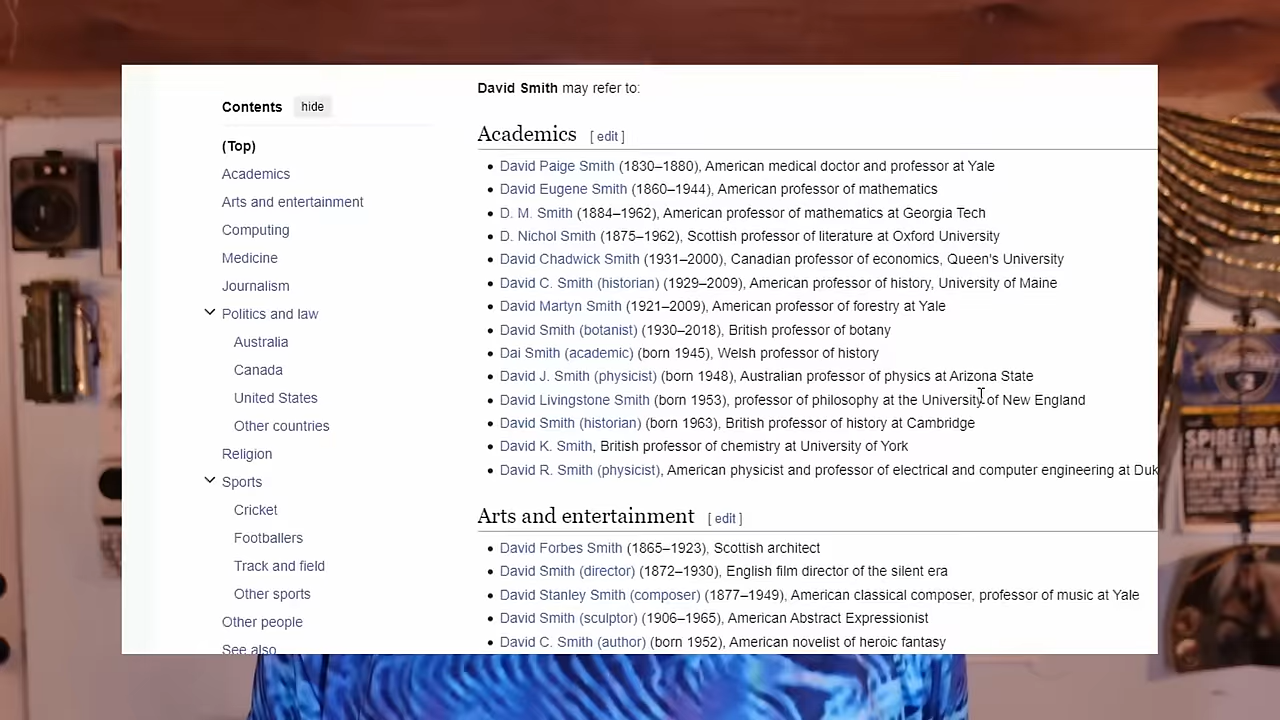 David Smith may refer to:
Contents hide
(Top)
Academics
Arts and entertainment
Computing
Medicine
Journalism
Politics and law
Australia
Canada
United States
Other countries
Religion
Sports
Cricket
Footballers
Track and field
Other sports
Other people
See also
Academics [ edit ]
• David Paige Smith (1830–1880), American medical doctor and professor at Yale
• David Eugene Smith (1860–1944), American professor of mathematics
• D. M. Smith (1884–1962), American professor of mathematics at Georgia Tech
• D. Nichol Smith (1875–1962), Scottish professor of literature at Oxford University
• David Chadwick Smith (1931–2000), Canadian professor of economics, Queen's University
• David C. Smith (historian) (1929–2009), American professor of history, University of Maine
• David Martyn Smith (1921–2009), American professor of forestry at Yale
• David Smith (botanist) (1930–2018), British professor of botany
• Dai Smith (academic) (born 1945), Welsh professor of history
• David J. Smith (physicist) (born 1948), Australian professor of physics at Arizona State
• David Livingstone Smith (born 1953), professor of philosophy at the University of New England
• David Smith (historian) (born 1963), British professor of history at Cambridge
• David K. Smith, British professor of chemistry at University of York
• David R. Smith (physicist), American physicist and professor of electrical and computer engineering at Duk
Arts and entertainment [ edit ]
• David Forbes Smith (1865–1923), Scottish architect
• David Smith (director) (1872–1930), English film director of the silent era
• David Stanley Smith (composer) (1877–1949), American classical composer, professor of music at Yale
• David Smith (sculptor) (1906–1965), American Abstract Expressionist
• David C. Smith (author) (born 1952), American novelist of heroic fantasy